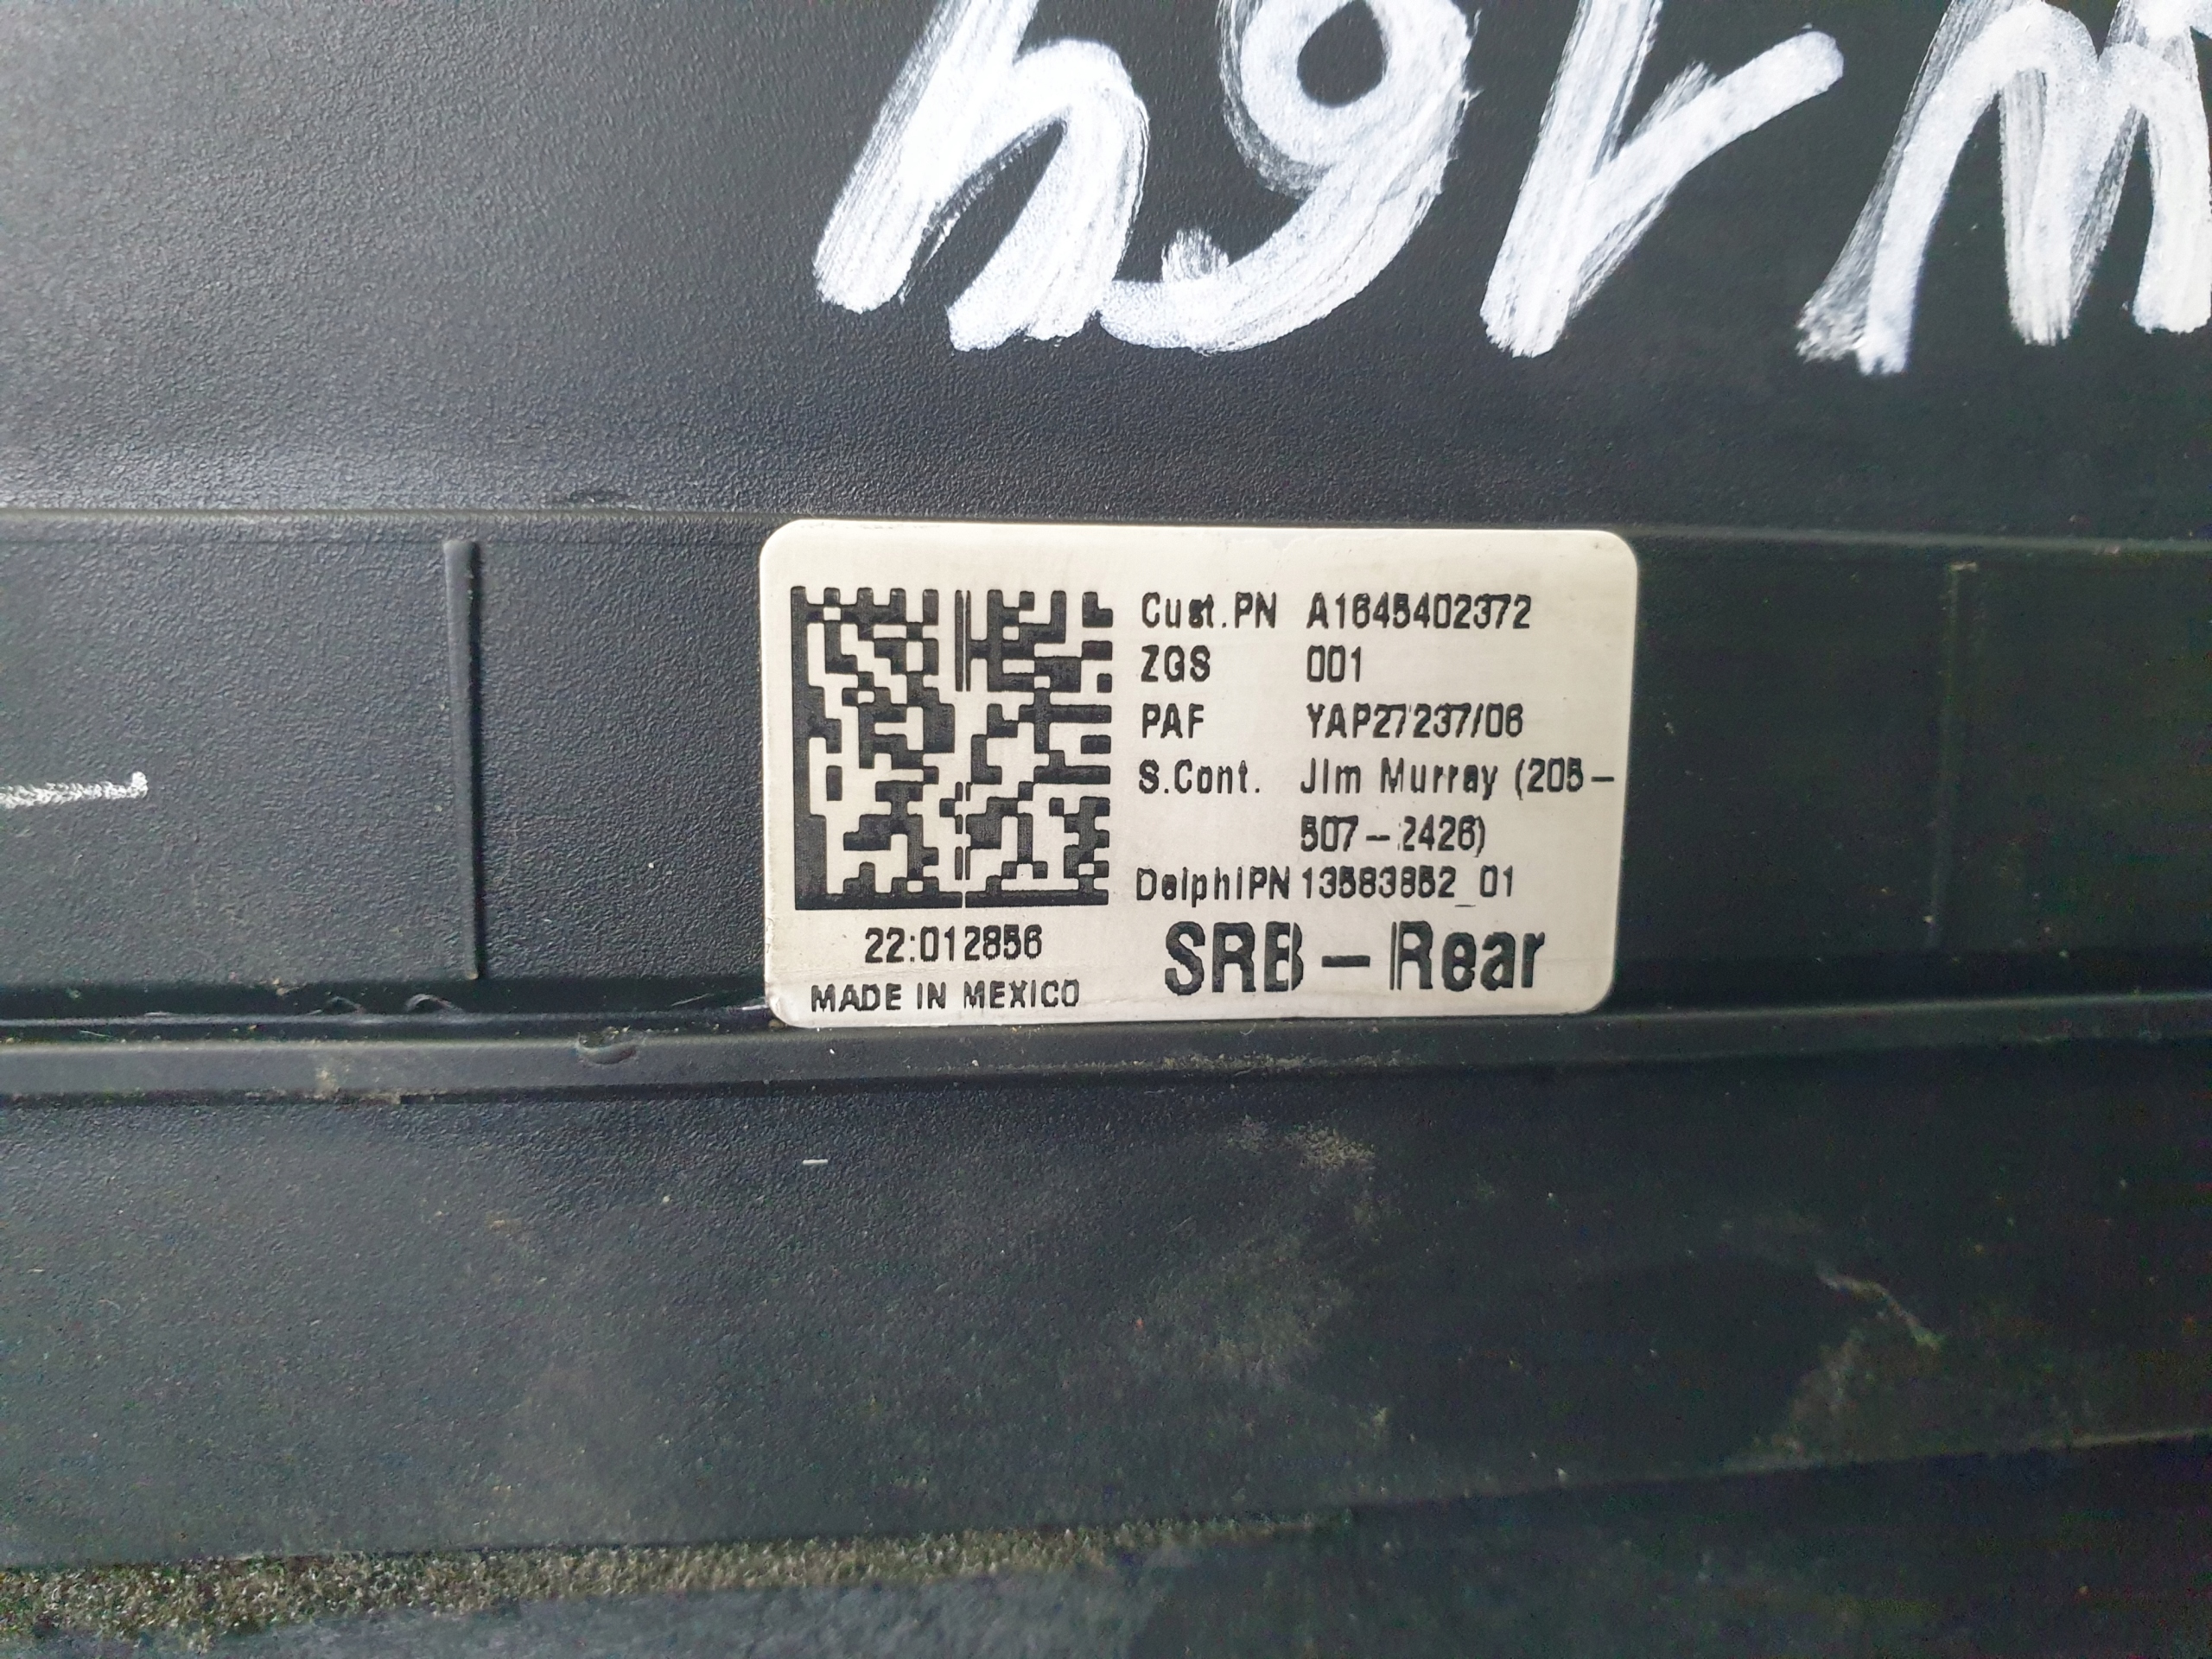 W164
Cust.PN A1645402372
ZGS 001
PAF YAP27237/06
S.Cont. Jim Murray (205-
507-2426)
DelphiPN 13583852_01
22:012856
SRB-Rear
MADE IN MEXICO